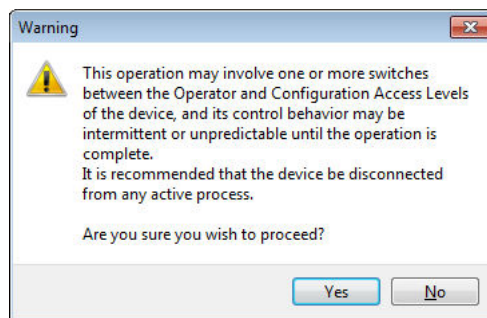 Warning
This operation may involve one or more switches
between the Operator and Configuration Access Levels
of the device, and its control behavior may be
intermittent or unpredictable until the operation is
complete.
It is recommended that the device be disconnected
from any active process.
Are you sure you wish to proceed?
Yes
No